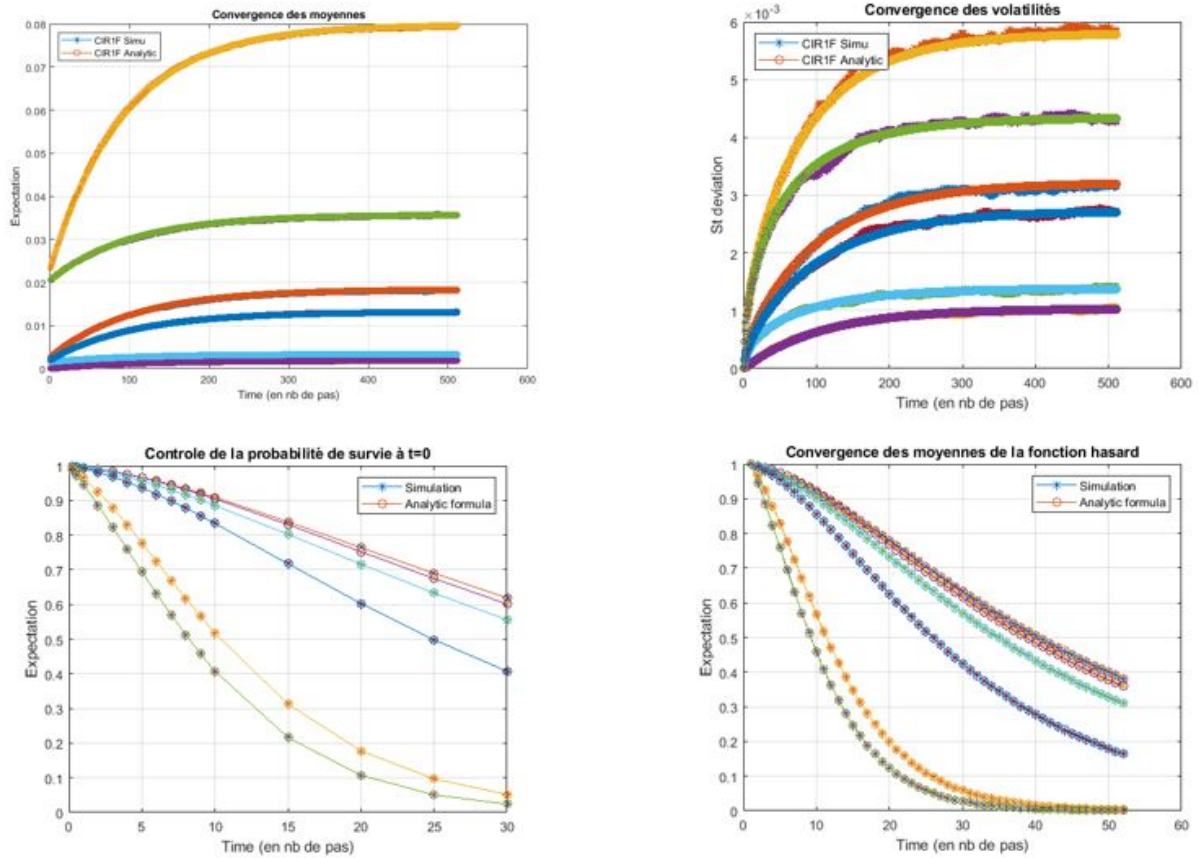 Convergence des moyennes
CIR1F Simu
CIR1F Analytic
0.08
0.07
0.06
0.05
0.04
0.03
0.02
0.01
0
Expectation
0 100 200 300 400 500 600
Time (en nb de pas)
Convergence des volatilités
×10⁻³
CIR1F Simu
CIR1F Analytic
6
5
4
3
2
1
0
St deviation
0 100 200 300 400 500 600
Time (en nb de pas)
Controle de la probabilité de survie à t=0
Simulation
Analytic formula
1
0.9
0.8
0.7
0.6
0.5
0.4
0.3
0.2
0.1
0
Expectation
0 5 10 15 20 25 30
Time (en nb de pas)
Convergence des moyennes de la fonction hasard
Simulation
Analytic formula
1
0.9
0.8
0.7
0.6
0.5
0.4
0.3
0.2
0.1
0
Expectation
0 10 20 30 40 50 60
Time (en nb de pas)